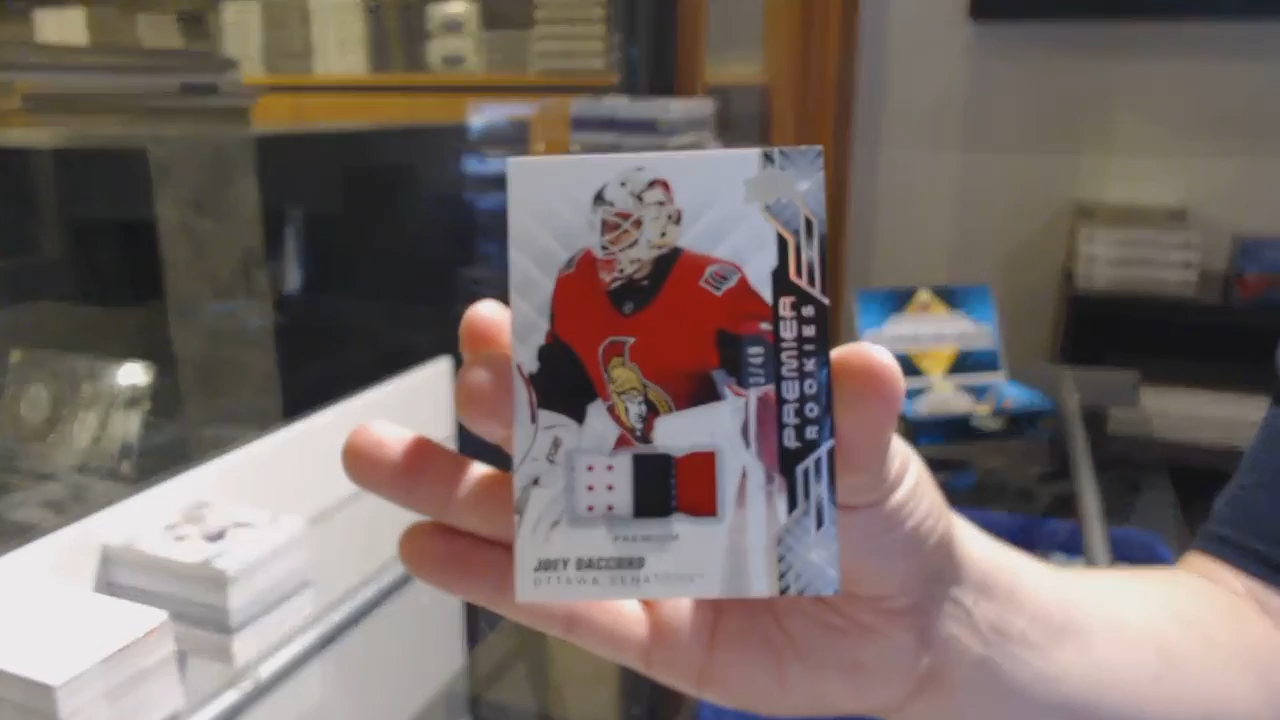 PREMIER
ROOKIES
PREMIUM
JOEY DACCORD
OTTAWA SENATORS